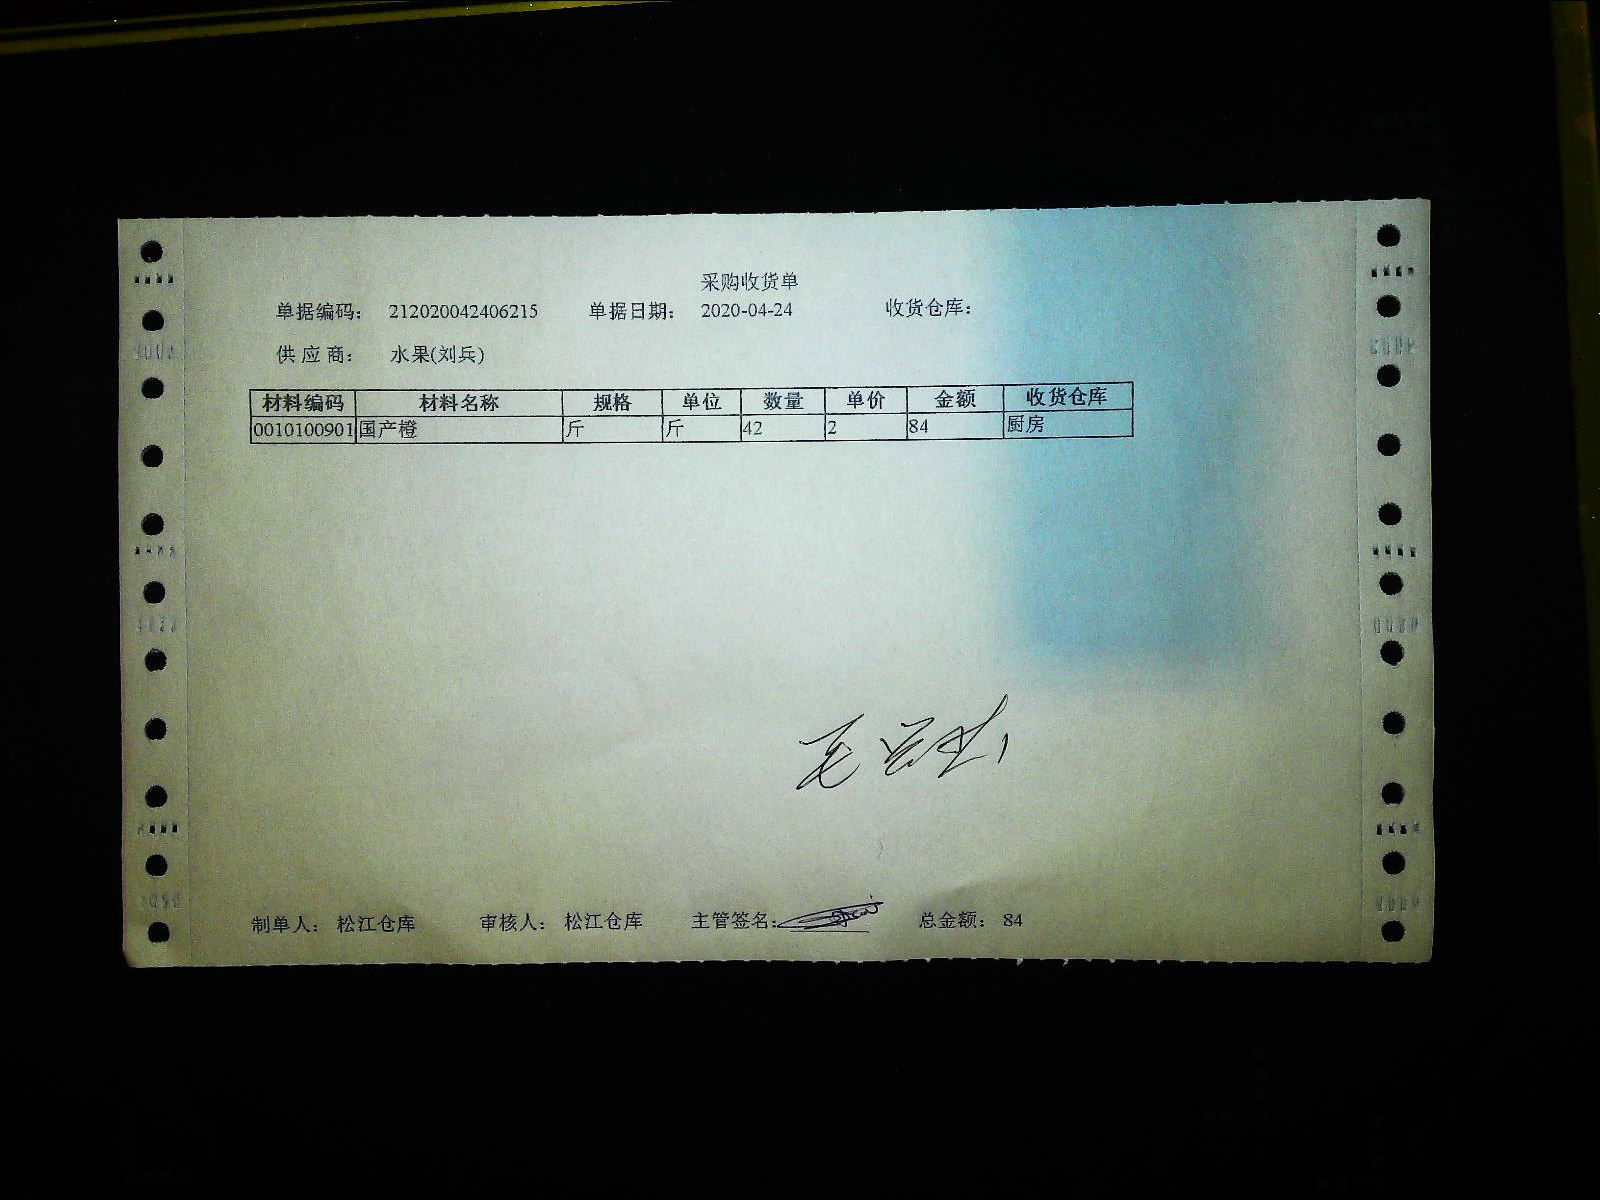 采购收货单
单据编码： 212020042406215 单据日期： 2020-04-24 收货仓库：
供应商： 水果(刘兵)
材料编码 材料名称 规格 单位 数量 单价 金额 收货仓库
0010100901 国产橙 斤 斤 42 2 84 厨房
制单人： 松江仓库 审核人： 松江仓库 主管签名： 总金额： 84